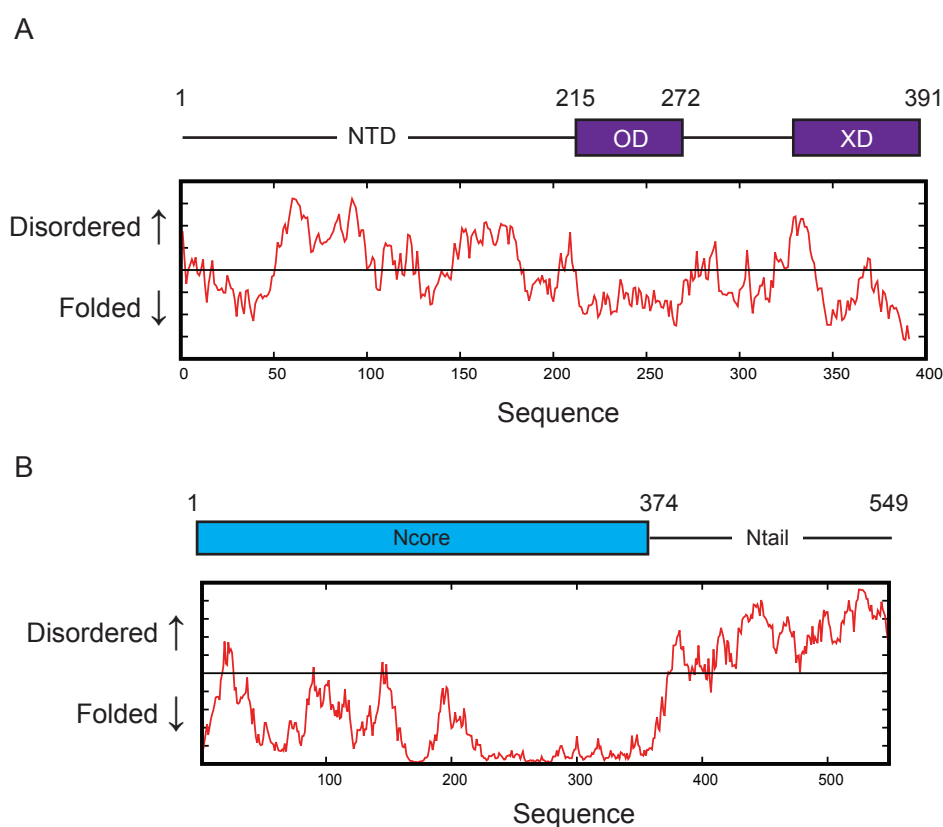 A
1 215 272 391
NTD OD XD
Disordered ↑
Folded ↓
0 50 100 150 200 250 300 350 400
Sequence
B
1 374 549
Ncore Ntail
Disordered ↑
Folded ↓
100 200 300 400 500
Sequence